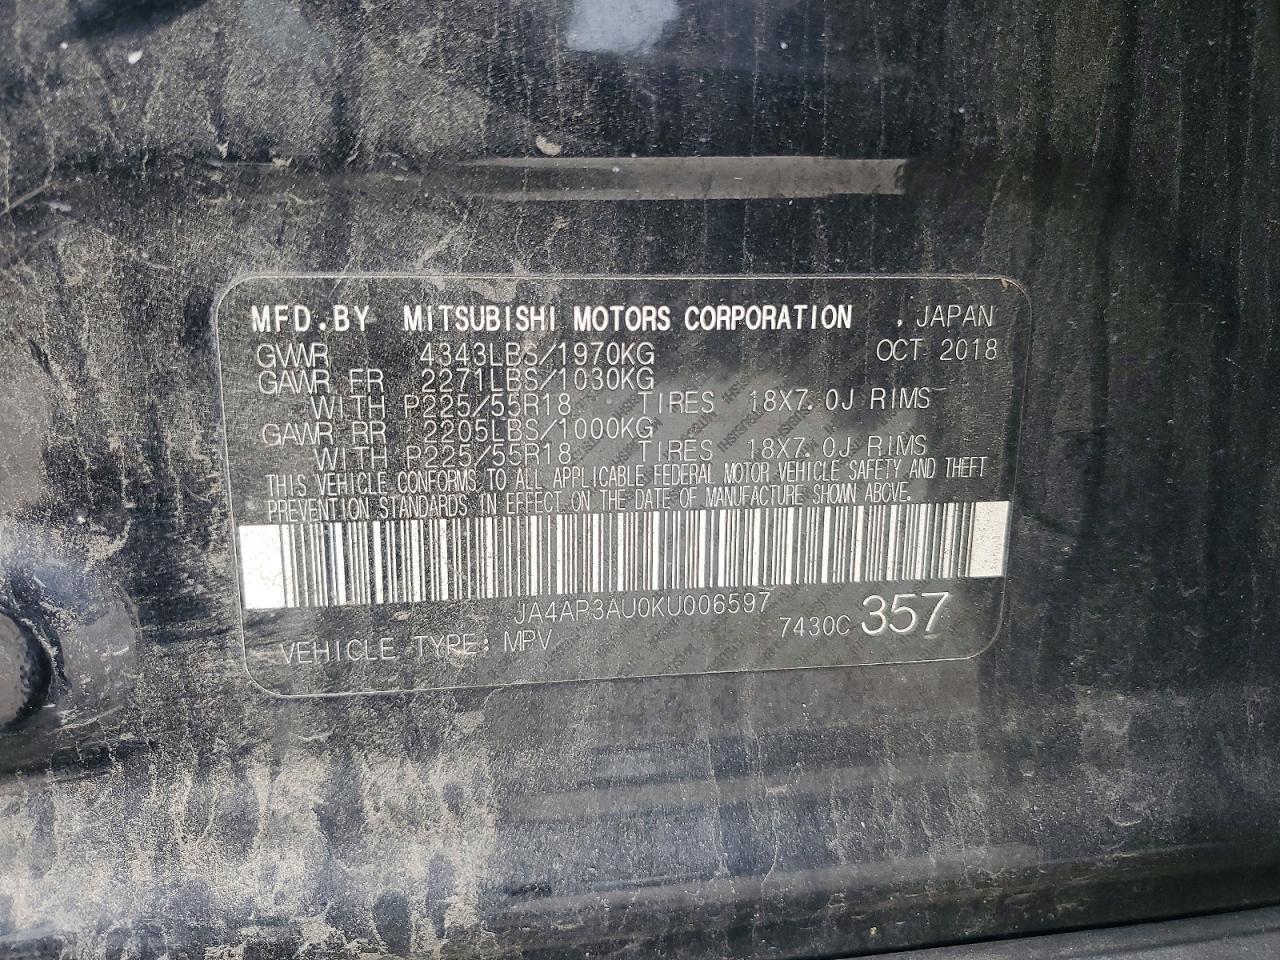 MFD.BY MITSUBISHI MOTORS CORPORATION , JAPAN
GVWR 4343LBS/1970KG OCT 2018
GAWR FR 2271LBS/1030KG
WITH P225/55R18 TIRES 18X7.0J RIMS
GAWR RR 2205LBS/1000KG
WITH P225/55R18 TIRES 18X7.0J RIMS
THIS VEHICLE CONFORMS TO ALL APPLICABLE FEDERAL MOTOR VEHICLE SAFETY AND THEFT
PREVENTION STANDARDS IN EFFECT ON THE DATE OF MANUFACTURE SHOWN ABOVE.
JA4AP3AU0KU006597
VEHICLE TYPE: MPV 7430C 357